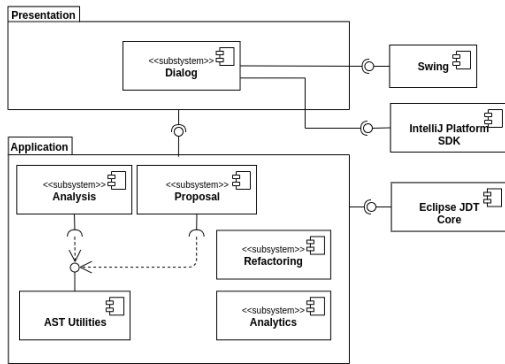 Presentation
<<substystem>>
Dialog
Swing
IntelliJ Platform
SDK
Application
<<subsystem>>
Analysis
<<subsystem>>
Proposal
Eclipse JDT
Core
<<subsystem>>
Refactoring
AST Utilities
<<subsystem>>
Analytics